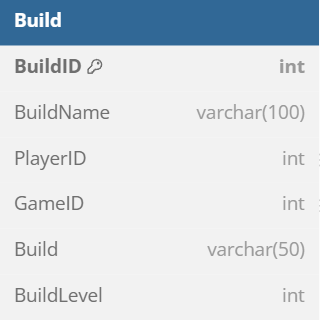 Build
BuildID int
BuildName varchar(100)
PlayerID int
GameID int
Build varchar(50)
BuildLevel int